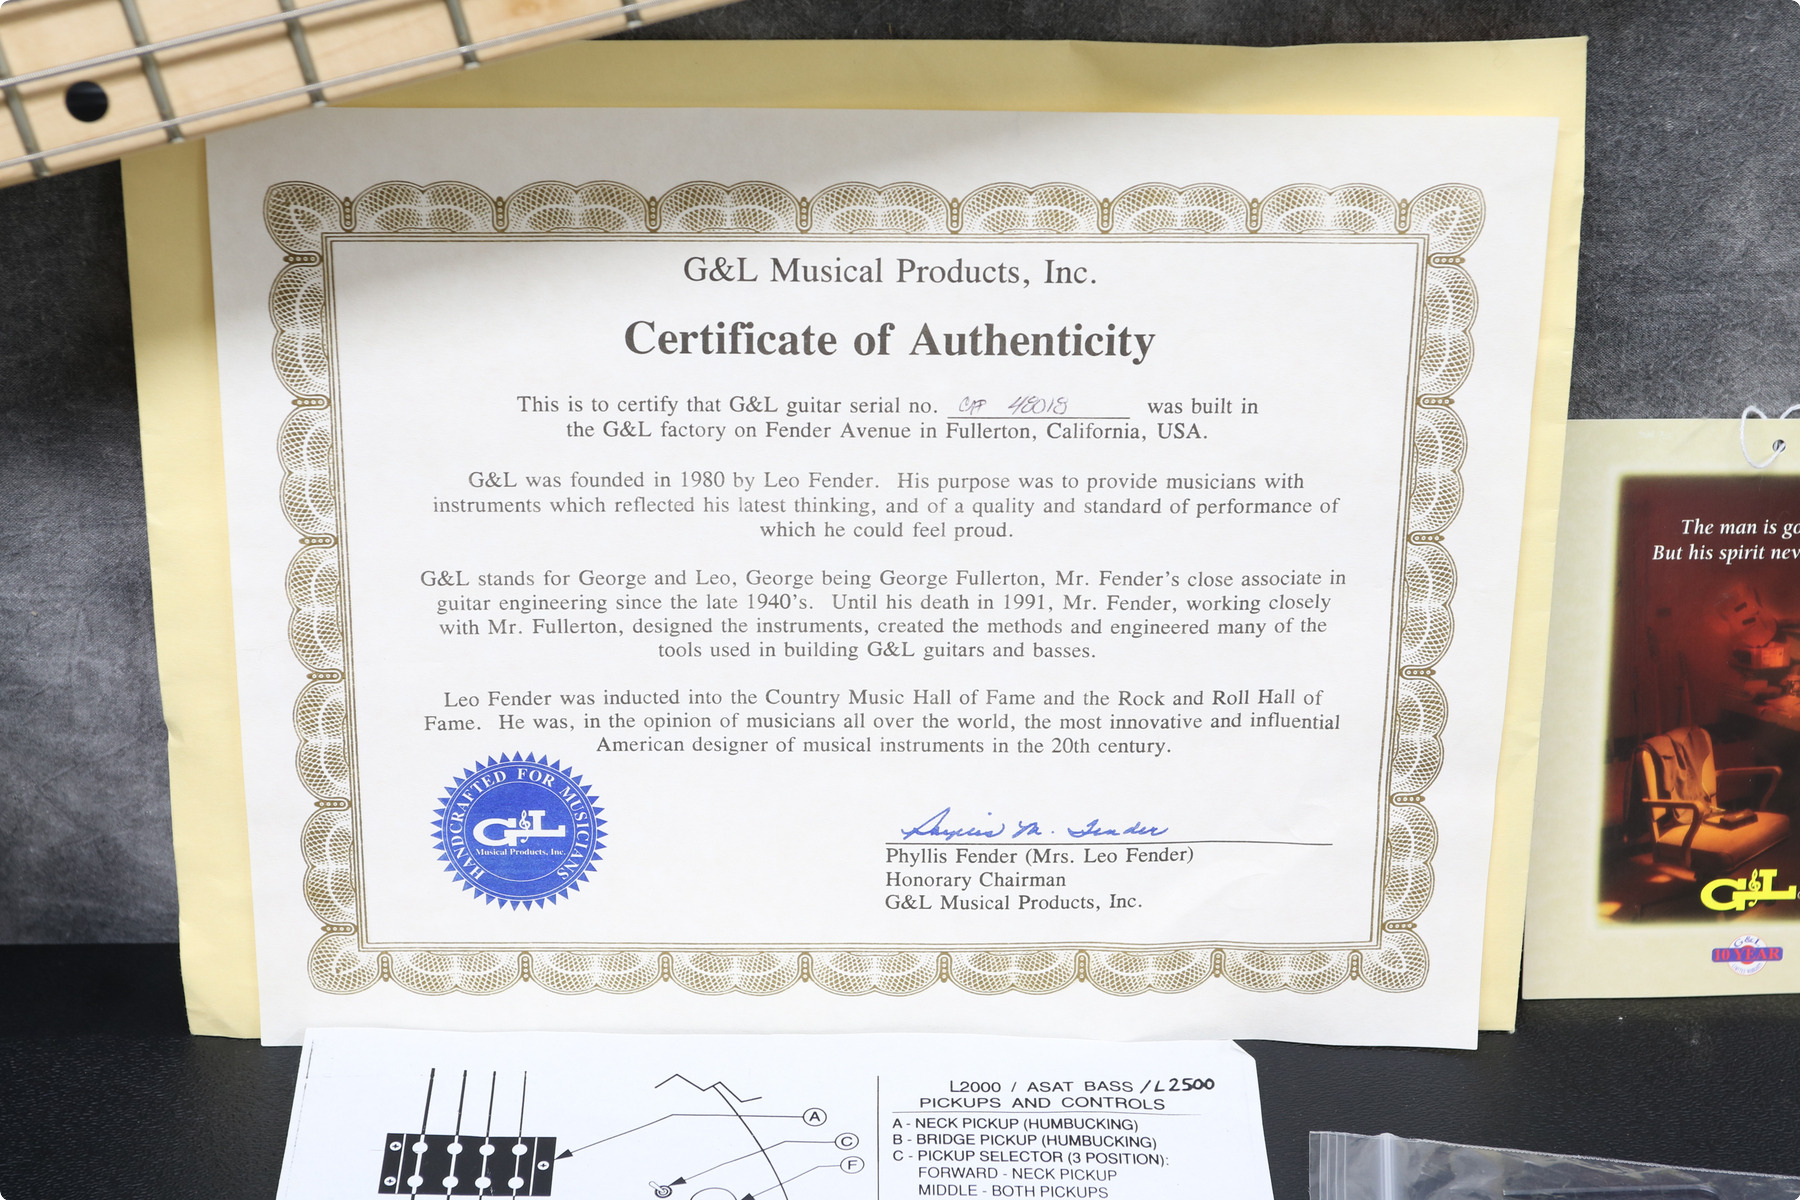 G&L Musical Products, Inc.
Certificate of Authenticity
This is to certify that G&L guitar serial no. 48018 was built in
the G&L factory on Fender Avenue in Fullerton, California, USA.
G&L was founded in 1980 by Leo Fender. His purpose was to provide musicians with
instruments which reflected his latest thinking, and of a quality and standard of performance of
which he could feel proud.
G&L stands for George and Leo, George being George Fullerton, Mr. Fender's close associate in
guitar engineering since the late 1940's. Until his death in 1991, Mr. Fender, working closely
with Mr. Fullerton, designed the instruments, created the methods and engineered many of the
tools used in building G&L guitars and basses.
Leo Fender was inducted into the Country Music Hall of Fame and the Rock and Roll Hall of
Fame. He was, in the opinion of musicians all over the world, the most innovative and influential
American designer of musical instruments in the 20th century.
HANDCRAFTED FOR MUSICIANS
G&L
Musical Products, Inc.
Phyllis M. Fender
Phyllis Fender (Mrs. Leo Fender)
Honorary Chairman
G&L Musical Products, Inc.
The man is go
But his spirit nev
G&L
G&L
10 YEAR
L2000 / ASAT BASS / L2500
PICKUPS AND CONTROLS
A - NECK PICKUP (HUMBUCKING)
B - BRIDGE PICKUP (HUMBUCKING)
C - PICKUP SELECTOR (3 POSITION):
FORWARD - NECK PICKUP
MIDDLE - BOTH PICKUPS
A
C
F